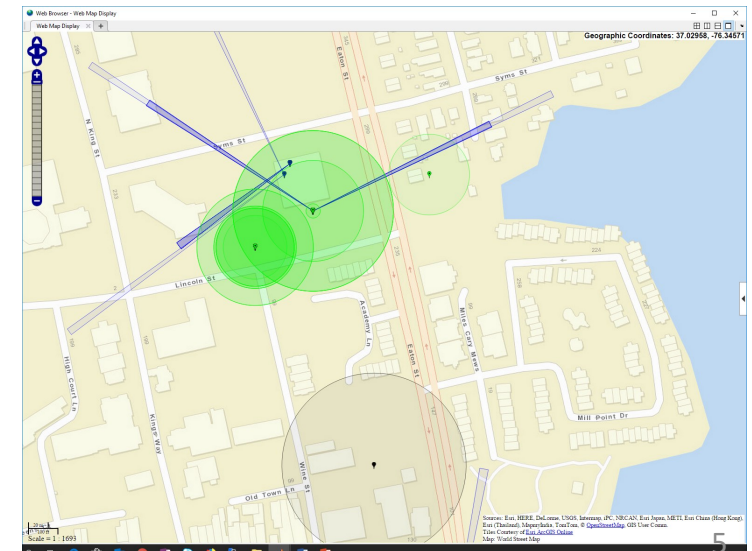 Web Browser - Web Map Display
Web Map Display
Geographic Coordinates: 37.02958, -76.34571
Eaton St
Syms St
N King St
Syms St
Lincoln St
Academy Ln
Miles Cary Mews
Eaton St
High Court Ln
Kings Way
Wine St
Mill Point Dr
Old Town Ln
Scale = 1 : 1693
Sources: Esri, HERE, DeLorme, USGS, Intermap, iPC, NRCAN, Esri Japan, METI, Esri China (Hong Kong),
Esri (Thailand), MapmyIndia, TomTom, © OpenStreetMap, GIS User Comm.
Tiles Courtesy of Esri ArcGIS Online
Map: World Street Map
5